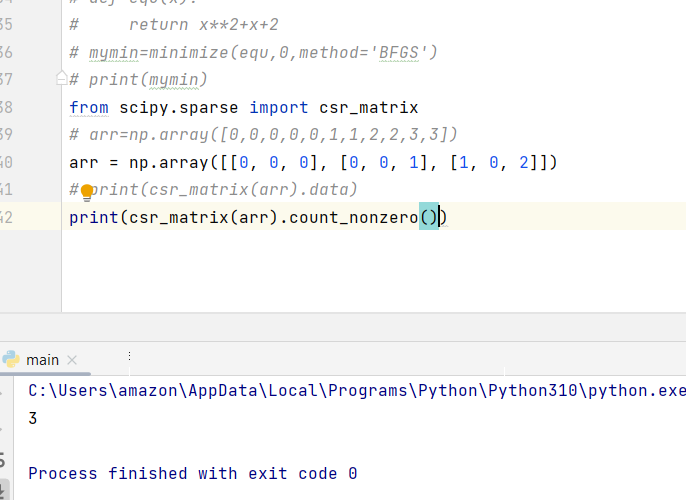 # def equ(x):
35 #     return x**2+x+2
36 # mymin=minimize(equ,0,method='BFGS')
37 # print(mymin)
38 from scipy.sparse import csr_matrix
39 # arr=np.array([0,0,0,0,0,1,1,2,2,3,3])
40 arr = np.array([[0, 0, 0], [0, 0, 1], [1, 0, 2]])
41 # print(csr_matrix(arr).data)
42 print(csr_matrix(arr).count_nonzero())
main
C:\Users\amazon\AppData\Local\Programs\Python\Python310\python.exe
3
Process finished with exit code 0